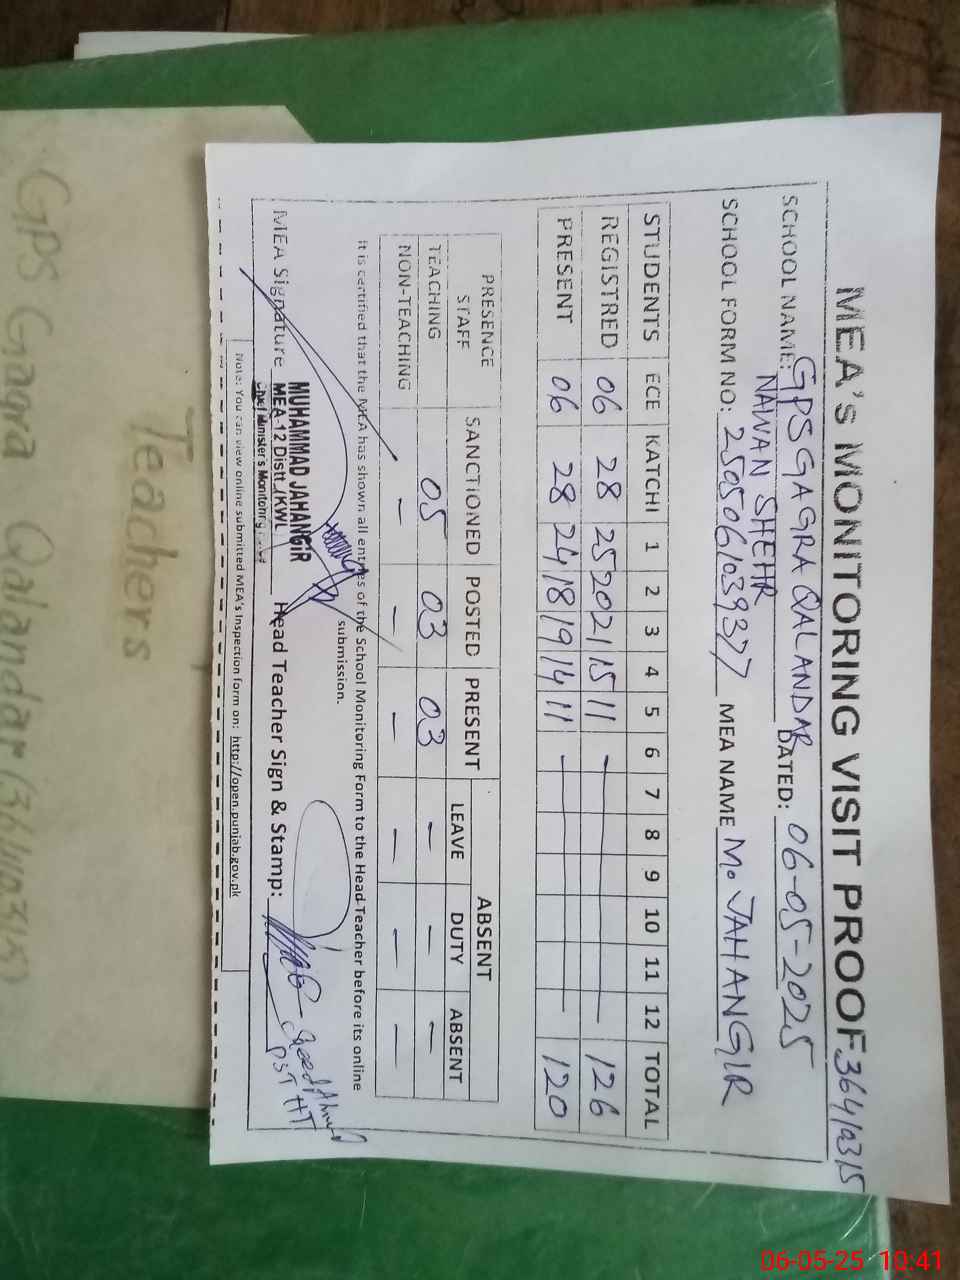 MEA's MONITORING VISIT PROOF 36410315
SCHOOL NAME: GPS GAGRA QALANDAR DATED: 06-05-2025
NAWAN SHEHR
SCHOOL FORM NO: 2505061039377 MEA NAME M. JAHANGIR
STUDENTS ECE KATCHI 1 2 3 4 5 6 7 8 9 10 11 12 TOTAL
REGISTRED 06 28 25 20 21 15 11 — 126
PRESENT 06 28 24 18 19 14 11 — 120
PRESENCE SANCTIONED POSTED PRESENT ABSENT
STAFF LEAVE DUTY ABSENT
TEACHING 05 03 03 — — —
NON-TEACHING — — — — — —
It is certified that the MEA has shown all entries of the School Monitoring Form to the Head Teacher before its online
submission.
MEA Signature Head Teacher Sign & Stamp:
MUHAMMAD JAHANGIR
MEA-12 Distt. (KWL)
Chief Minister's Monitoring
Saeed Ahmad
PST HT
Note: You can view online submitted MEA's Inspection form on: http://open.punjab.gov.pk
Teachers
GPS Gagra Qalandar (36410315)
06-05-25 10:41